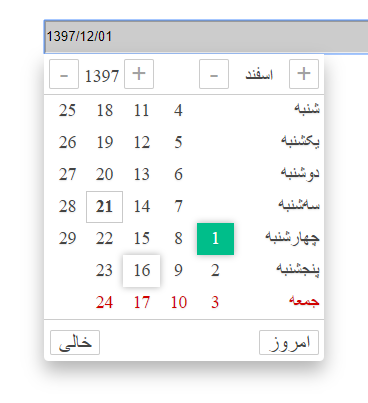 1397/12/01
+ اسفند - + 1397 -
شنبه 4 11 18 25
یکشنبه 5 12 19 26
دوشنبه 6 13 20 27
سه‌شنبه 7 14 21 28
چهارشنبه 1 8 15 22 29
پنجشنبه 2 9 16 23
جمعه 3 10 17 24
امروز خالی